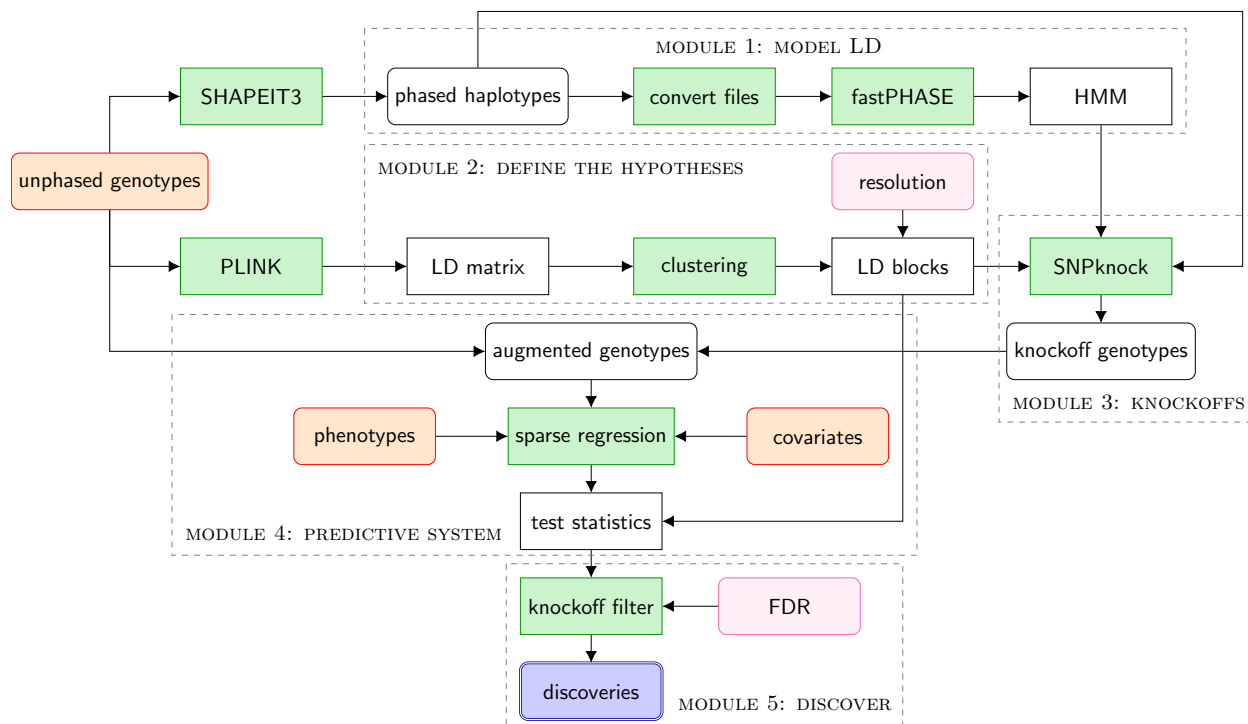 MODULE 1: MODEL LD
SHAPEIT3
phased haplotypes
convert files
fastPHASE
HMM
unphased genotypes
MODULE 2: DEFINE THE HYPOTHESES
resolution
PLINK
LD matrix
clustering
LD blocks
SNPknock
augmented genotypes
knockoff genotypes
MODULE 3: KNOCKOFFS
phenotypes
sparse regression
covariates
test statistics
MODULE 4: PREDICTIVE SYSTEM
knockoff filter
FDR
discoveries
MODULE 5: DISCOVER